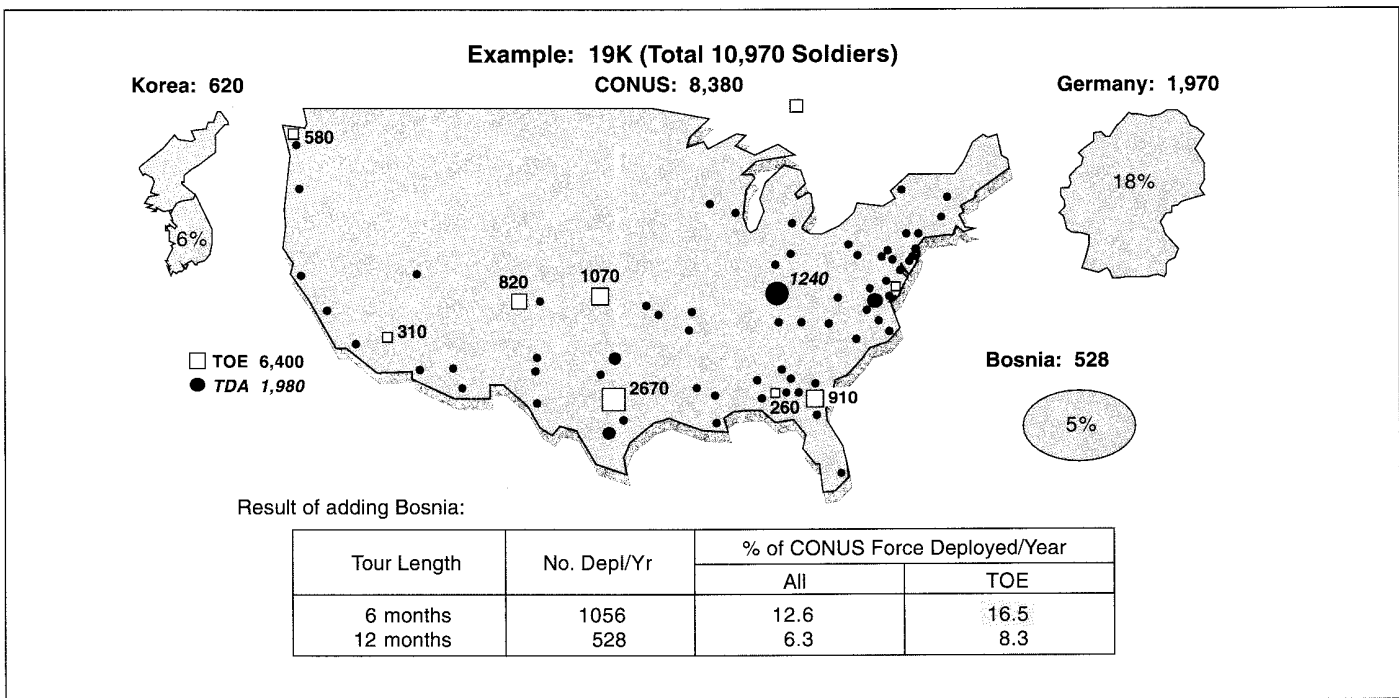 Example: 19K (Total 10,970 Soldiers)
Korea: 620
CONUS: 8,380
Germany: 1,970
580
18%
6%
820
1070
1240
310
TOE 6,400
TDA 1,980
2670
260
910
Bosnia: 528
5%
Result of adding Bosnia:
Tour Length
No. Depl/Yr
% of CONUS Force Deployed/Year
All
TOE
6 months 1056 12.6 16.5
12 months 528 6.3 8.3